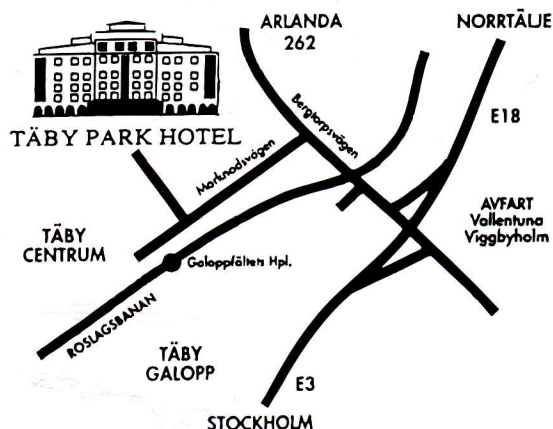 ARLANDA
262
NORRTÄLJE
TÄBY PARK HOTEL
Bergtorpsvägen
E18
Marknadsvägen
AVFART
Vallentuna
Viggbyholm
TÄBY
CENTRUM
Galoppfältets Hpl.
ROSLAGSBANAN
TÄBY
GALOPP
E3
STOCKHOLM